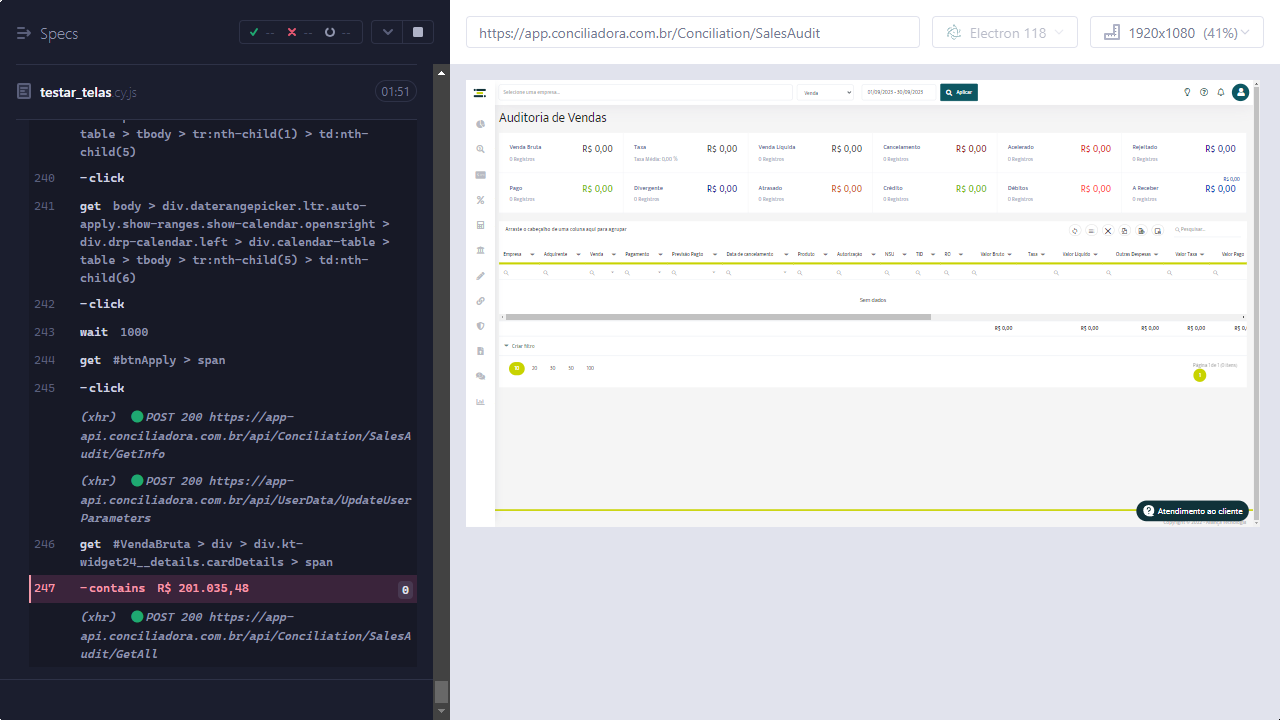 Specs
--
--
--
testar_telas.cy.js
01:51
table > tbody > tr:nth-child(1) > td:nth-
child(5)
240 -click
241 get body > div.daterangepicker.ltr.auto-
apply.show-ranges.show-calendar.opensright >
div.drp-calendar.left > div.calendar-table >
table > tbody > tr:nth-child(5) > td:nth-
child(6)
242 -click
243 wait 1000
244 get #btnApply > span
245 -click
(xhr) POST 200 https://app-
api.conciliadora.com.br/api/Conciliation/SalesA
udit/GetInfo
(xhr) POST 200 https://app-
api.conciliadora.com.br/api/UserData/UpdateUser
Parameters
246 get #VendaBruta > div > div.kt-
widget24__details.cardDetails > span
247 -contains R$ 201.035,48 0
(xhr) POST 200 https://app-
api.conciliadora.com.br/api/Conciliation/SalesA
udit/GetAll
https://app.conciliadora.com.br/Conciliation/SalesAudit
Electron 118
1920x1080 (41%)
Selecione uma empresa...
Venda
01/09/2023 - 30/09/2023
Aplicar
Auditoria de Vendas
Venda Bruta R$ 0,00
0 Registros
Taxa R$ 0,00
Taxa Média: 0,00 %
Venda Líquida R$ 0,00
0 Registros
Cancelamento R$ 0,00
0 Registros
Acelerado R$ 0,00
0 Registros
Rejeitado R$ 0,00
0 Registros
Pago R$ 0,00
0 Registros
Divergente R$ 0,00
0 Registros
Atrasado R$ 0,00
0 Registros
Crédito R$ 0,00
0 Registros
Débitos R$ 0,00
0 Registros
R$ 0,00
A Receber R$ 0,00
0 registros
Arraste o cabeçalho de uma coluna aqui para agrupar
Pesquisar...
Empresa Adquirente Venda Pagamento Previsão Pagto Data de cancelamento Produto Autorização NSU TID RO Valor Bruto Taxa Valor Líquido Outras Despesas Valor Taxa Valor Pago
Sem dados
R$ 0,00 R$ 0,00 R$ 0,00 R$ 0,00 R$ 0,
Criar filtro
10 20 30 50 100
Página 1 de 1 (0 itens)
1
Atendimento ao cliente